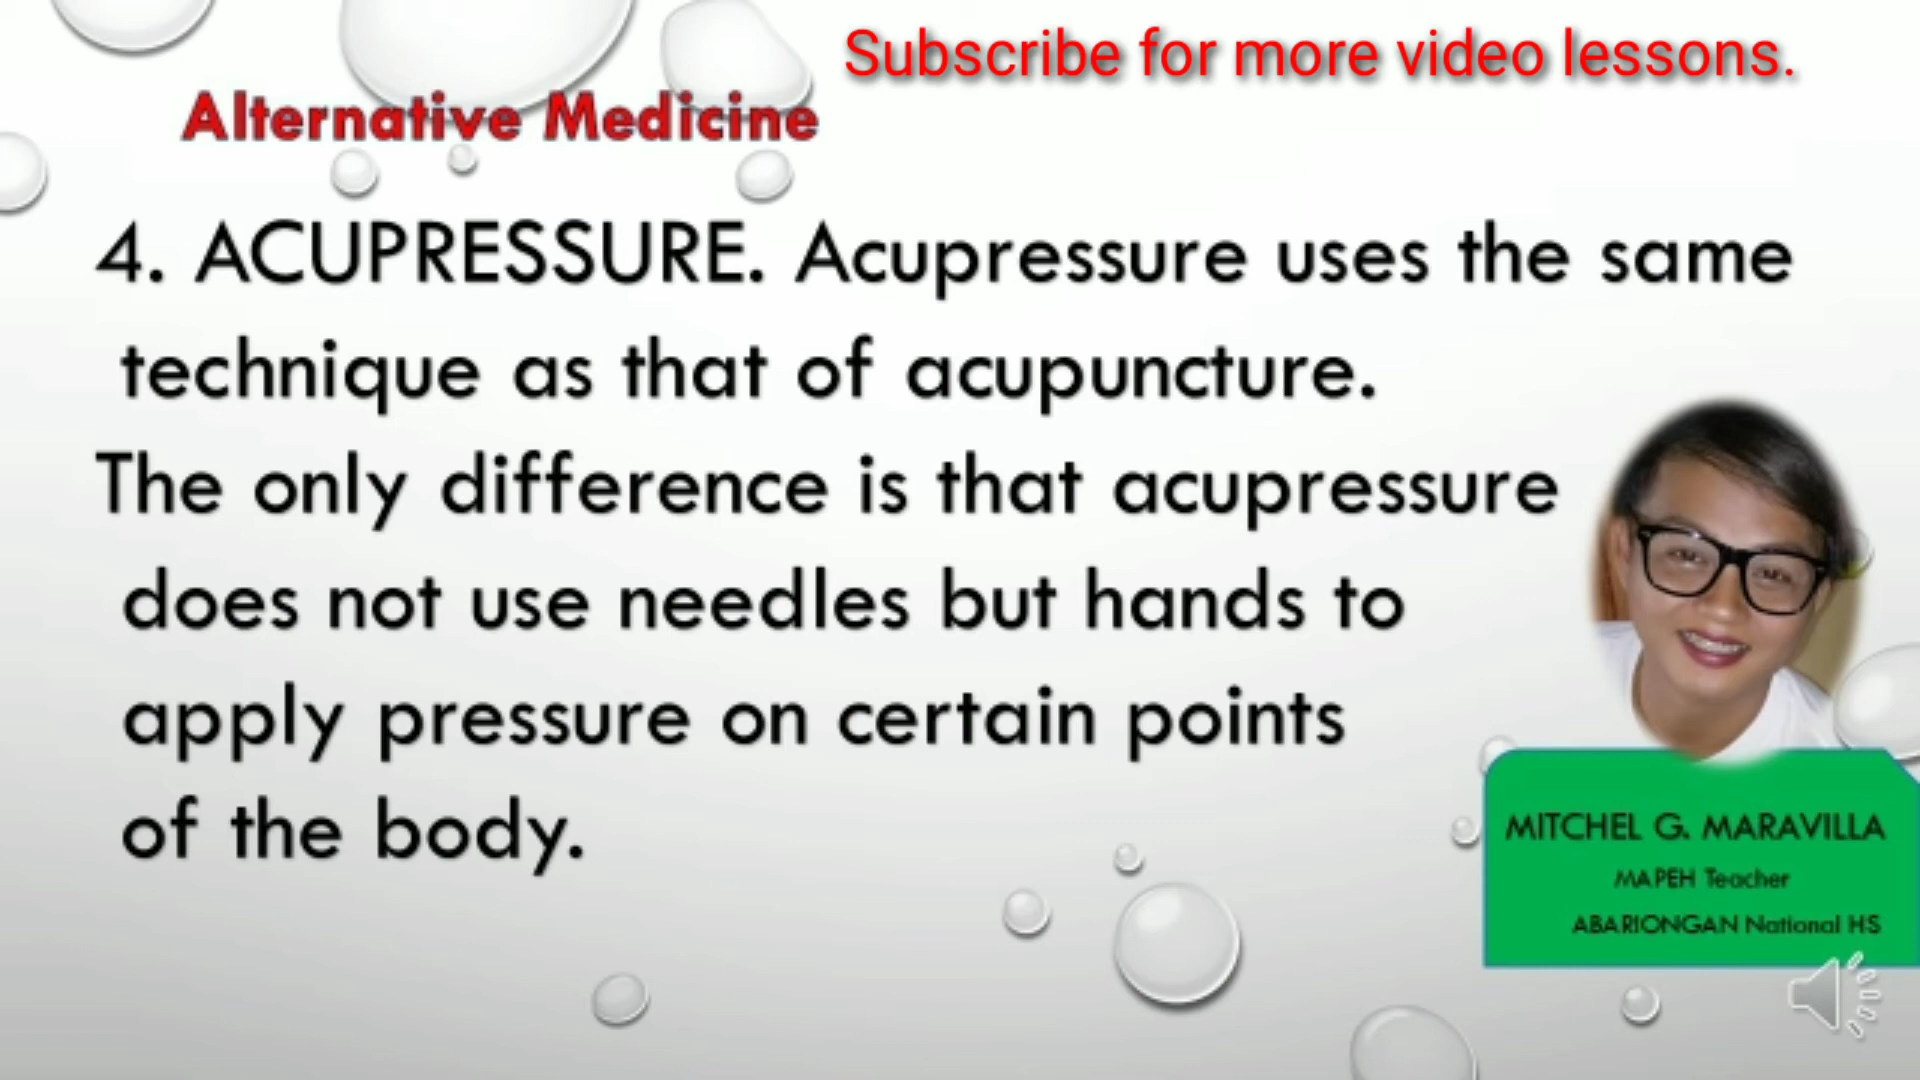 Subscribe for more video lessons.
Alternative Medicine
4. ACUPRESSURE. Acupressure uses the same
technique as that of acupuncture.
The only difference is that acupressure
does not use needles but hands to
apply pressure on certain points
of the body.
MITCHEL G. MARAVILLA
MAPEH Teacher
ABARIONGAN National HS